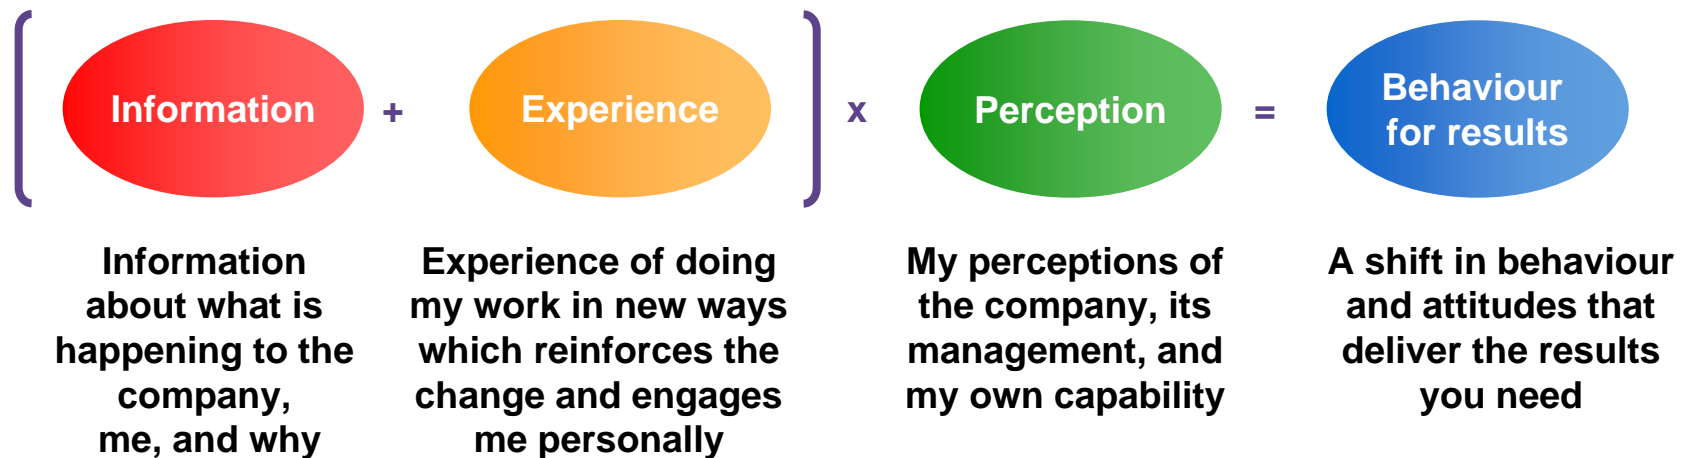 Information + Experience x Perception = Behaviour
for results
Information
about what is
happening to the
company,
me, and why
Experience of doing
my work in new ways
which reinforces the
change and engages
me personally
My perceptions of
the company, its
management, and
my own capability
A shift in behaviour
and attitudes that
deliver the results
you need